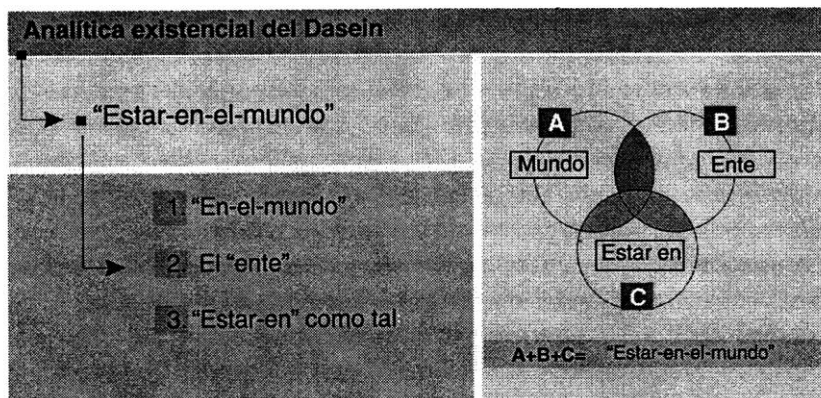 Analítica existencial del Dasein
"Estar-en-el-mundo"
1. "En-el-mundo"
2. El "ente"
3. "Estar-en" como tal
A
B
Mundo
Ente
Estar en
C
A+B+C= "Estar-en-el-mundo"